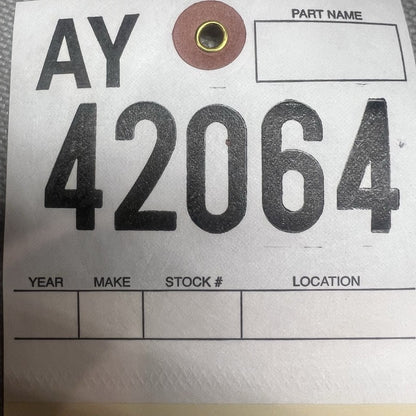 AY
PART NAME
42064
YEAR MAKE STOCK # LOCATION